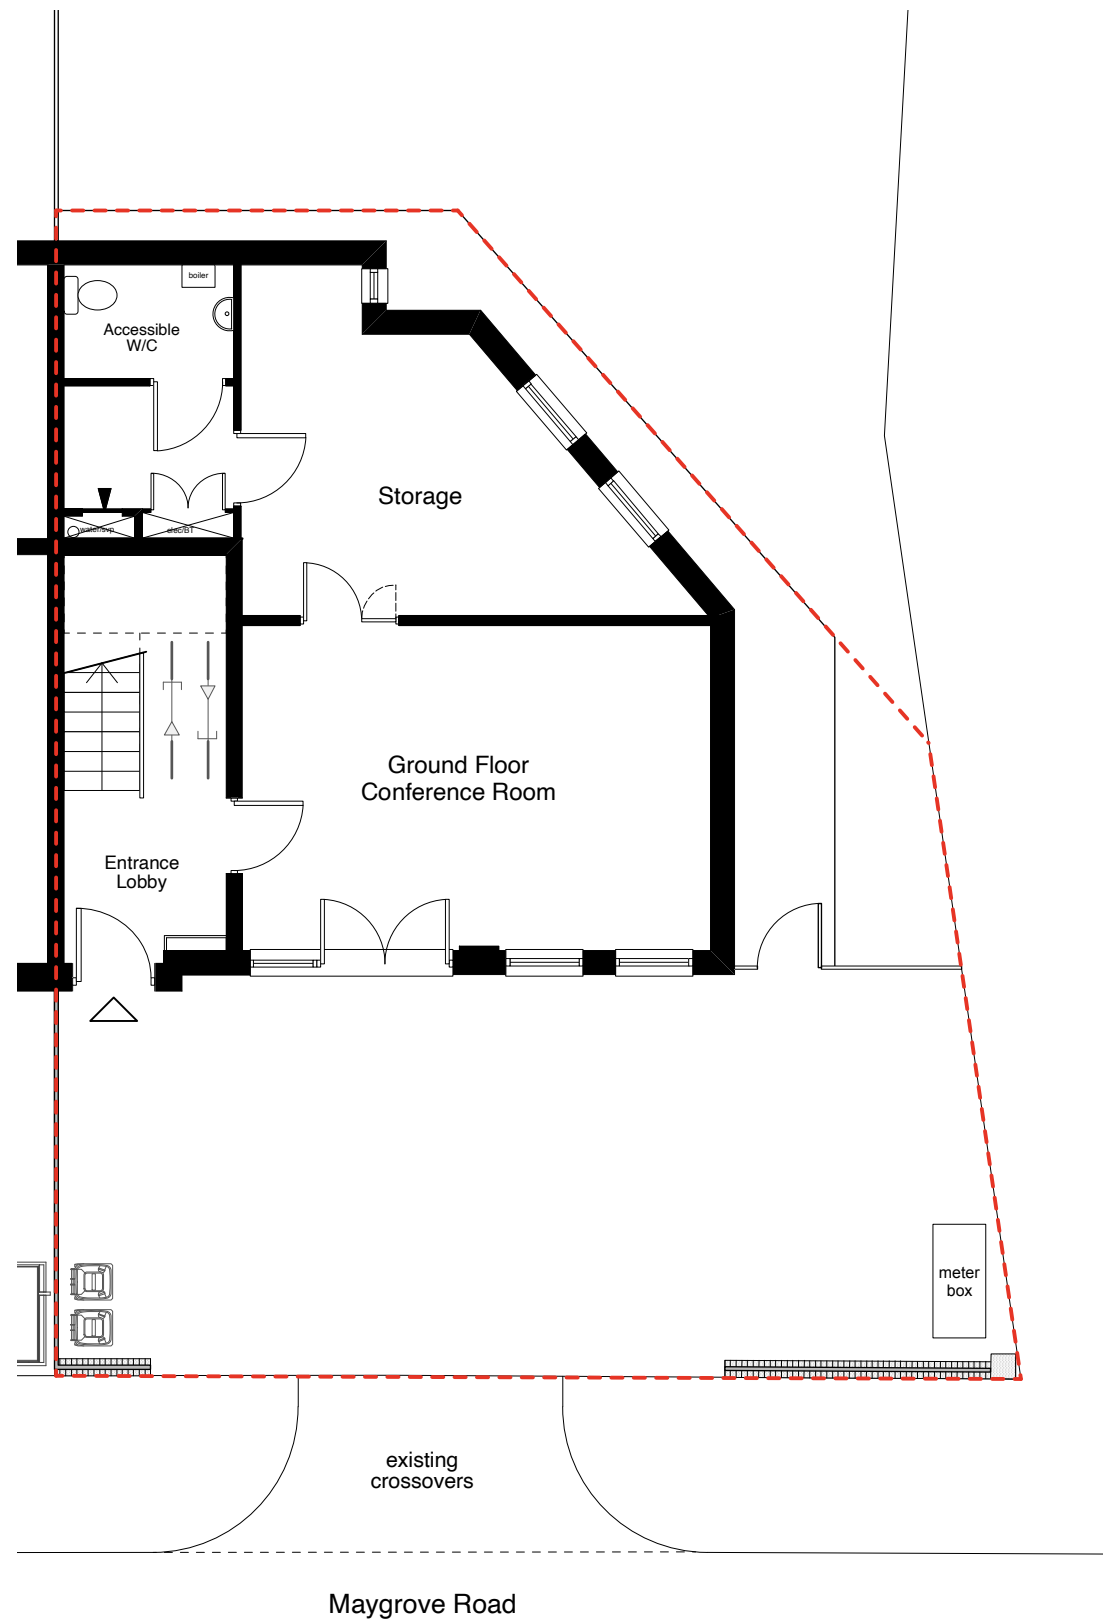 boiler
Accessible
W/C
Storage
water/svp
elec/BT
Ground Floor
Conference Room
Entrance
Lobby
meter
box
existing
crossovers
Maygrove Road